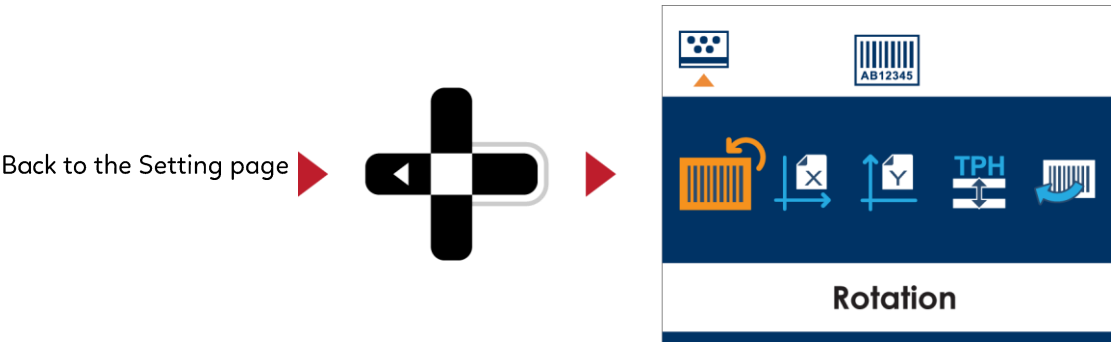 Back to the Setting page
AB12345
X
Y
TPH
Rotation